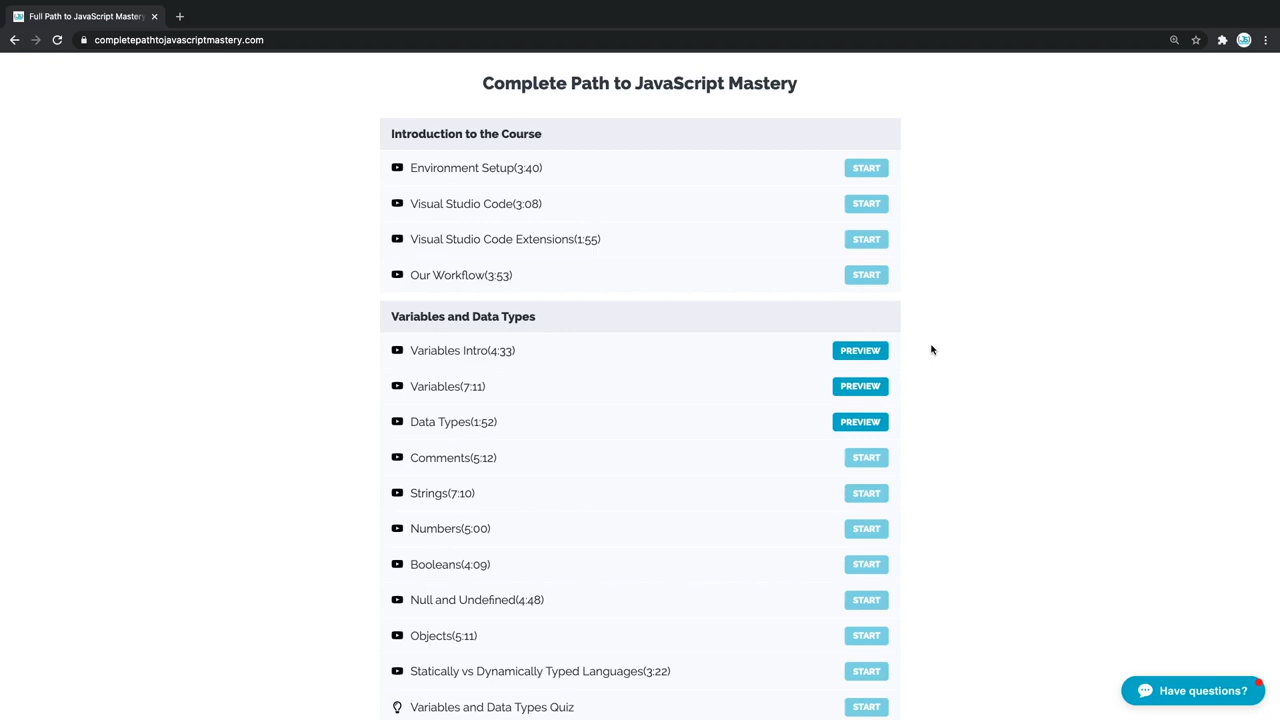 Full Path to JavaScript Mastery
completepathtojavascriptmastery.com
Complete Path to JavaScript Mastery
Introduction to the Course
Environment Setup(3:40) START
Visual Studio Code(3:08) START
Visual Studio Code Extensions(1:55) START
Our Workflow(3:53) START
Variables and Data Types
Variables Intro(4:33) PREVIEW
Variables(7:11) PREVIEW
Data Types(1:52) PREVIEW
Comments(5:12) START
Strings(7:10) START
Numbers(5:00) START
Booleans(4:09) START
Null and Undefined(4:48) START
Objects(5:11) START
Statically vs Dynamically Typed Languages(3:22) START
Have questions?
Variables and Data Types Quiz START